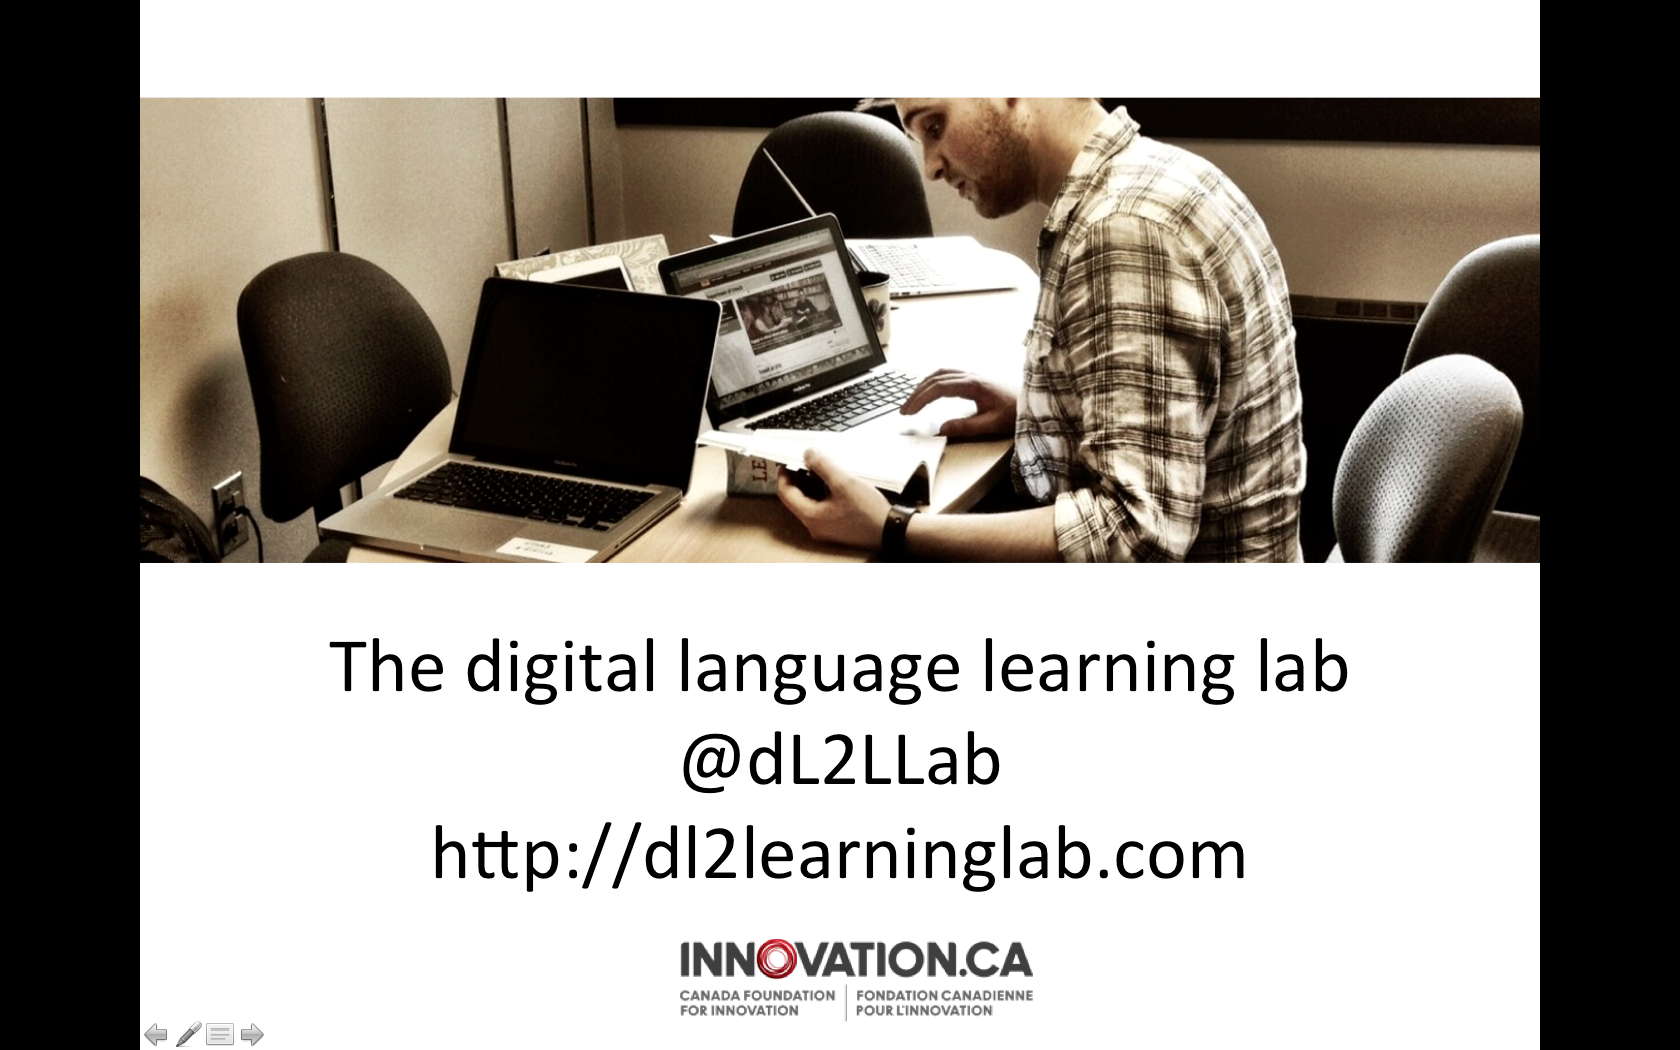 The digital language learning lab
@dL2LLab
http://dl2learninglab.com
INNOVATION.CA
CANADA FOUNDATION
FOR INNOVATION
FONDATION CANADIENNE
POUR L'INNOVATION